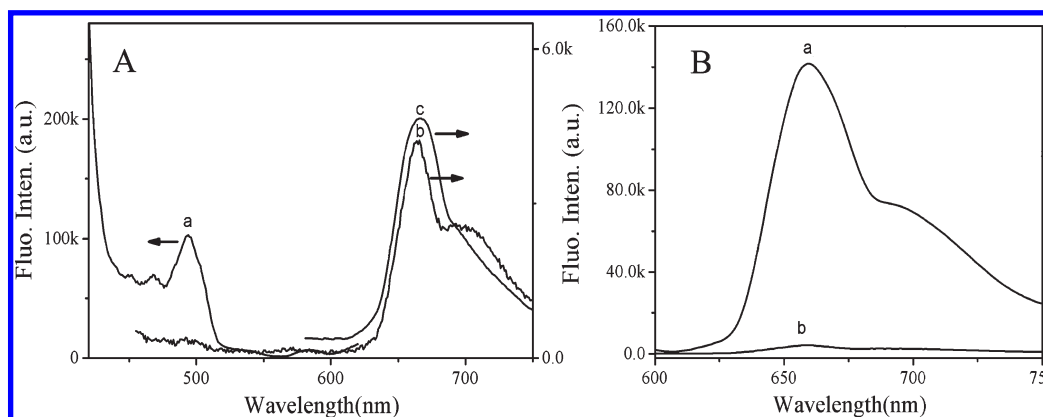 A
Fluo. Inten. (a.u.)
200k
100k
0
6.0k
0.0
a
c
b
500
600
700
Wavelength(nm)
B
Fluo. Inten. (a.u.)
160.0k
120.0k
80.0k
40.0k
0.0
a
b
600
650
700
75
Wavelength(nm)